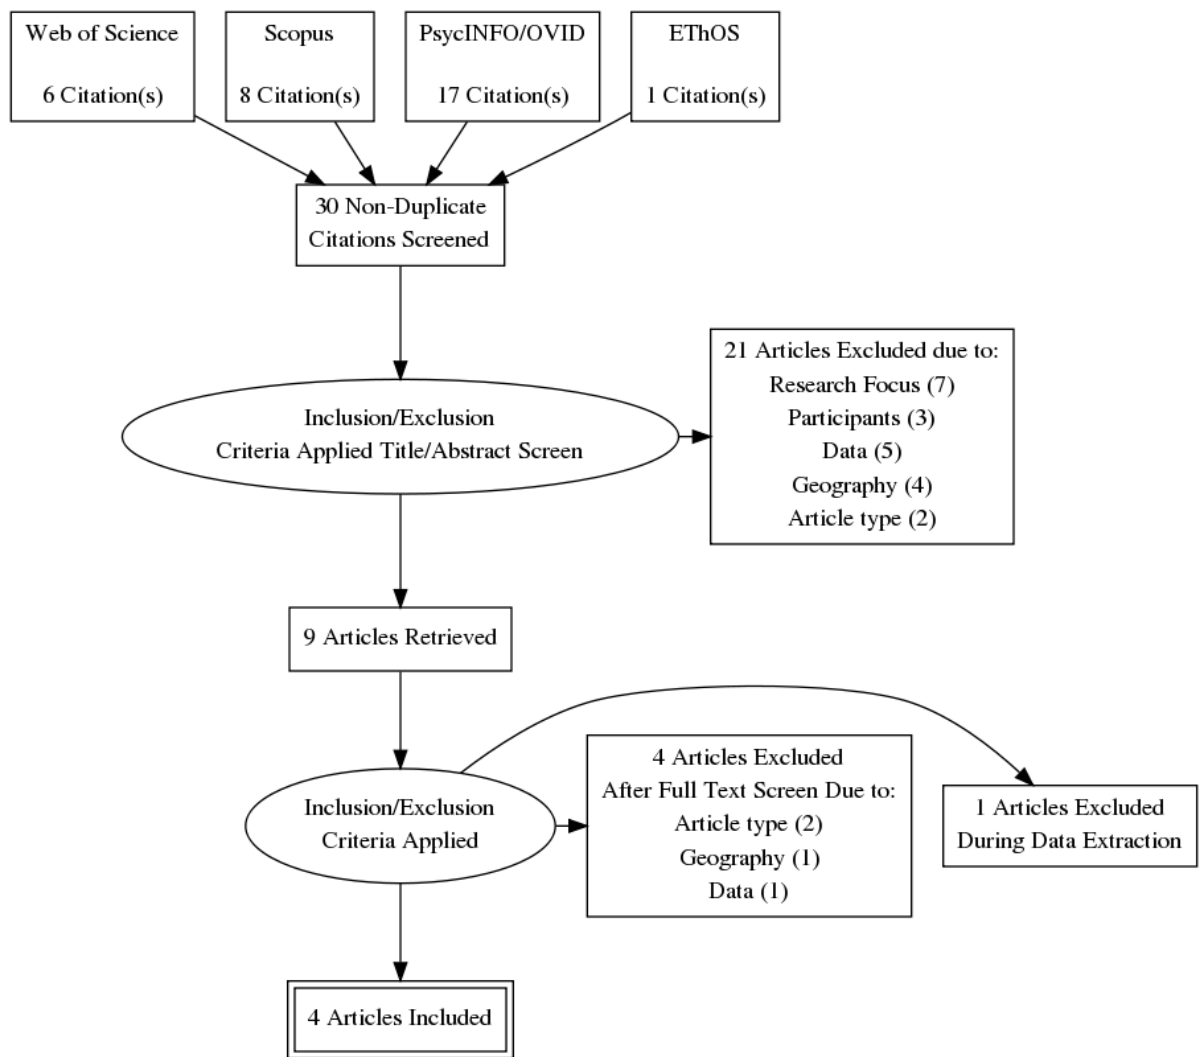 Web of Science
6 Citation(s)
Scopus
8 Citation(s)
PsycINFO/OVID
17 Citation(s)
EThOS
1 Citation(s)
30 Non-Duplicate
Citations Screened
Inclusion/Exclusion
Criteria Applied Title/Abstract Screen
21 Articles Excluded due to:
Research Focus (7)
Participants (3)
Data (5)
Geography (4)
Article type (2)
9 Articles Retrieved
Inclusion/Exclusion
Criteria Applied
4 Articles Excluded
After Full Text Screen Due to:
Article type (2)
Geography (1)
Data (1)
1 Articles Excluded
During Data Extraction
4 Articles Included